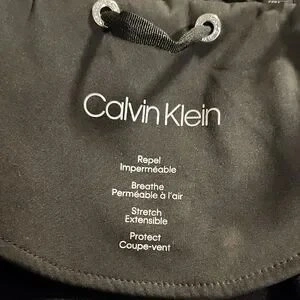 Calvin Klein
Repel
Imperméable
Breathe
Perméable à l'air
Stretch
Extensible
Protect
Coupe-vent